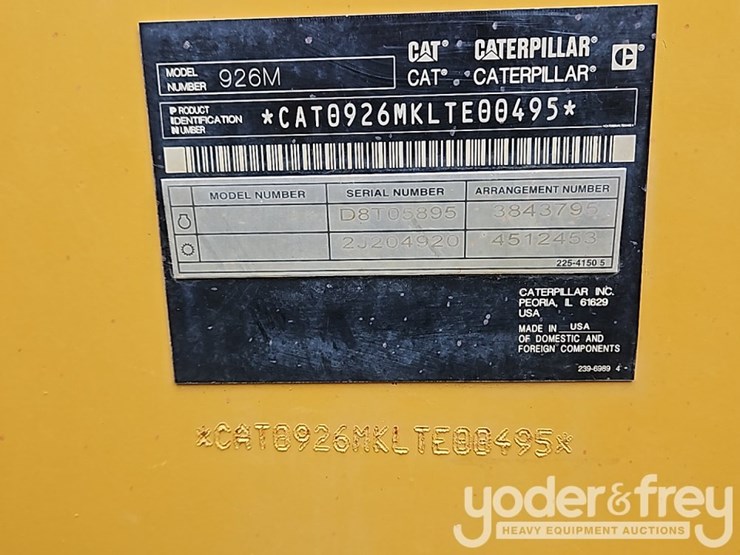 CAT® CATERPILLAR®
CAT® CATERPILLAR®
MODEL NUMBER 926M
PRODUCT IDENTIFICATION NUMBER *CAT0926MKLTE00495*
MODEL NUMBER SERIAL NUMBER ARRANGEMENT NUMBER
D8T05895 3843795
2J204920 4512453
225-4150 5
CATERPILLAR INC.
PEORIA, IL 61629
USA
MADE IN USA
OF DOMESTIC AND
FOREIGN COMPONENTS
239-6989 4
*CAT0926MKLTE00495*
yoder&frey
HEAVY EQUIPMENT AUCTIONS